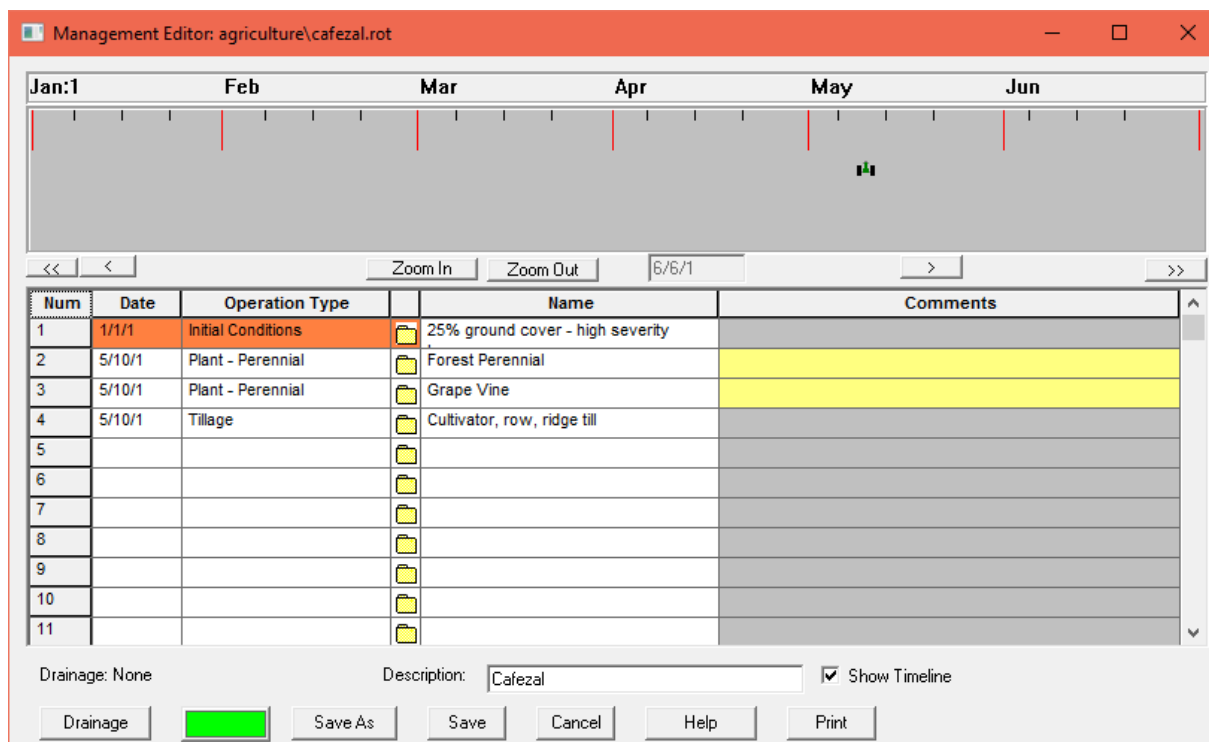 Management Editor: agriculture\cafezal.rot
Jan:1 Feb Mar Apr May Jun
<< < Zoom In Zoom Out 6/6/1 > >>
Num Date Operation Type Name Comments
1 1/1/1 Initial Conditions 25% ground cover - high severity
2 5/10/1 Plant - Perennial Forest Perennial
3 5/10/1 Plant - Perennial Grape Vine
4 5/10/1 Tillage Cultivator, row, ridge till
5
6
7
8
9
10
11
Drainage: None Description: Cafezal Show Timeline
Drainage Save As Save Cancel Help Print